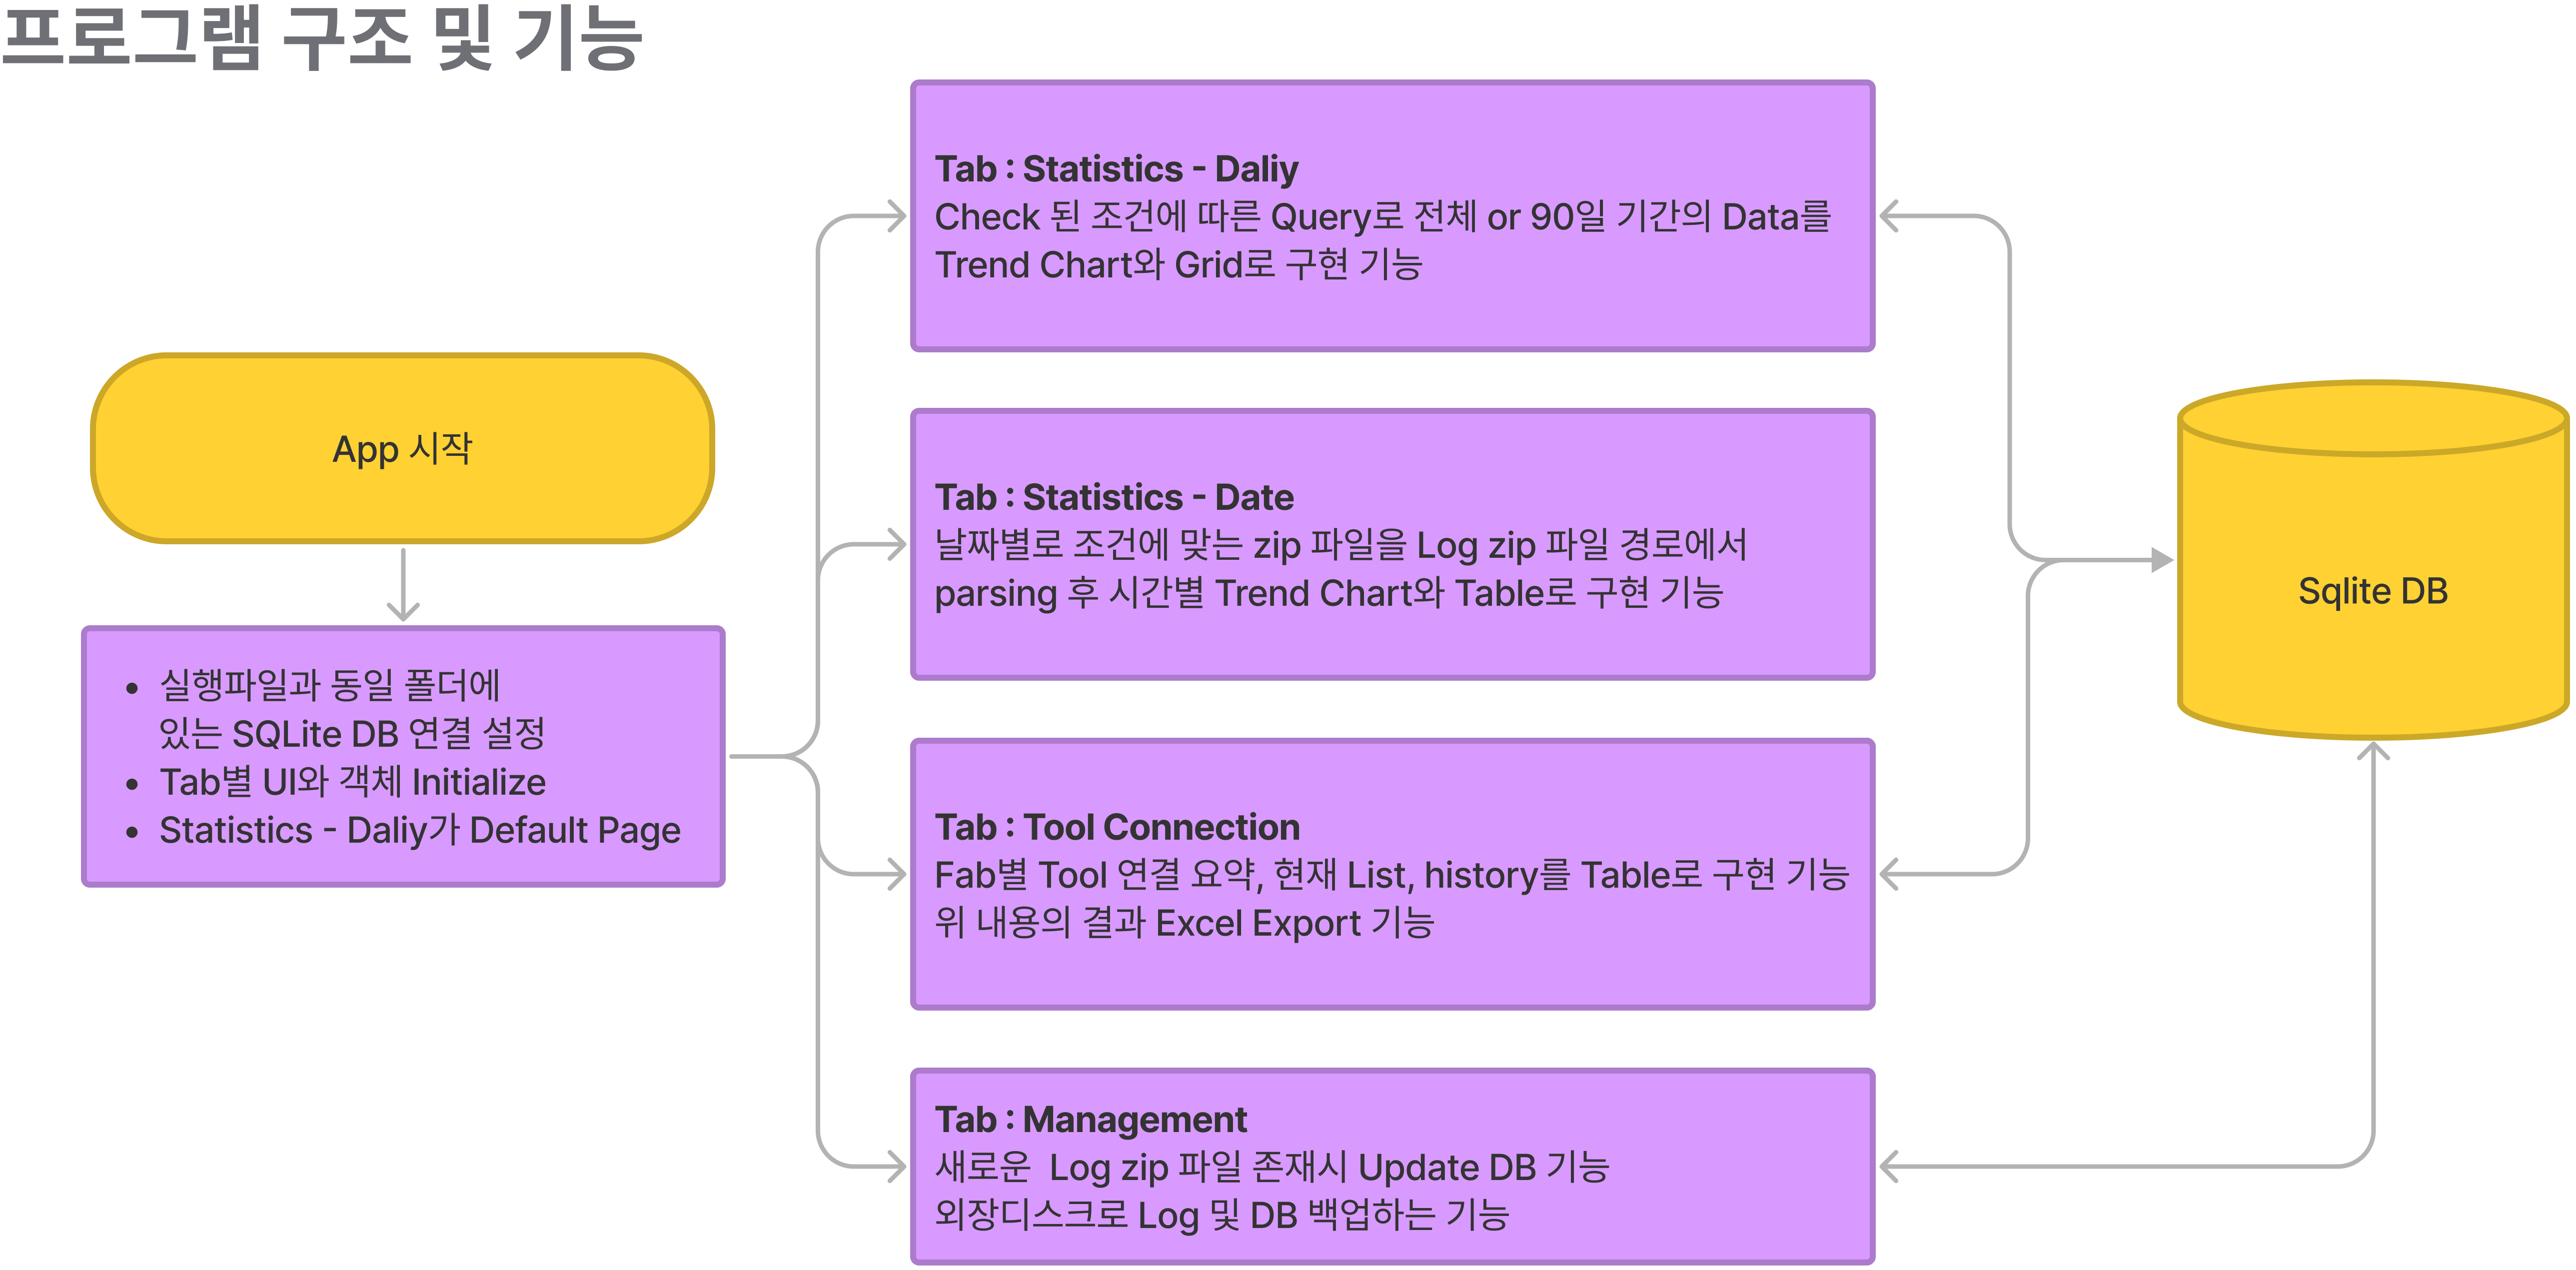 프로그램 구조 및 기능
App 시작
• 실행파일과 동일 폴더에
있는 SQLite DB 연결 설정
• Tab별 UI와 객체 Initialize
• Statistics - Daliy가 Default Page
Tab : Statistics - Daliy
Check 된 조건에 따른 Query로 전체 or 90일 기간의 Data를
Trend Chart와 Grid로 구현 기능
Tab : Statistics - Date
날짜별로 조건에 맞는 zip 파일을 Log zip 파일 경로에서
parsing 후 시간별 Trend Chart와 Table로 구현 기능
Tab : Tool Connection
Fab별 Tool 연결 요약, 현재 List, history를 Table로 구현 기능
위 내용의 결과 Excel Export 기능
Tab : Management
새로운  Log zip 파일 존재시 Update DB 기능
외장디스크로 Log 및 DB 백업하는 기능
Sqlite DB